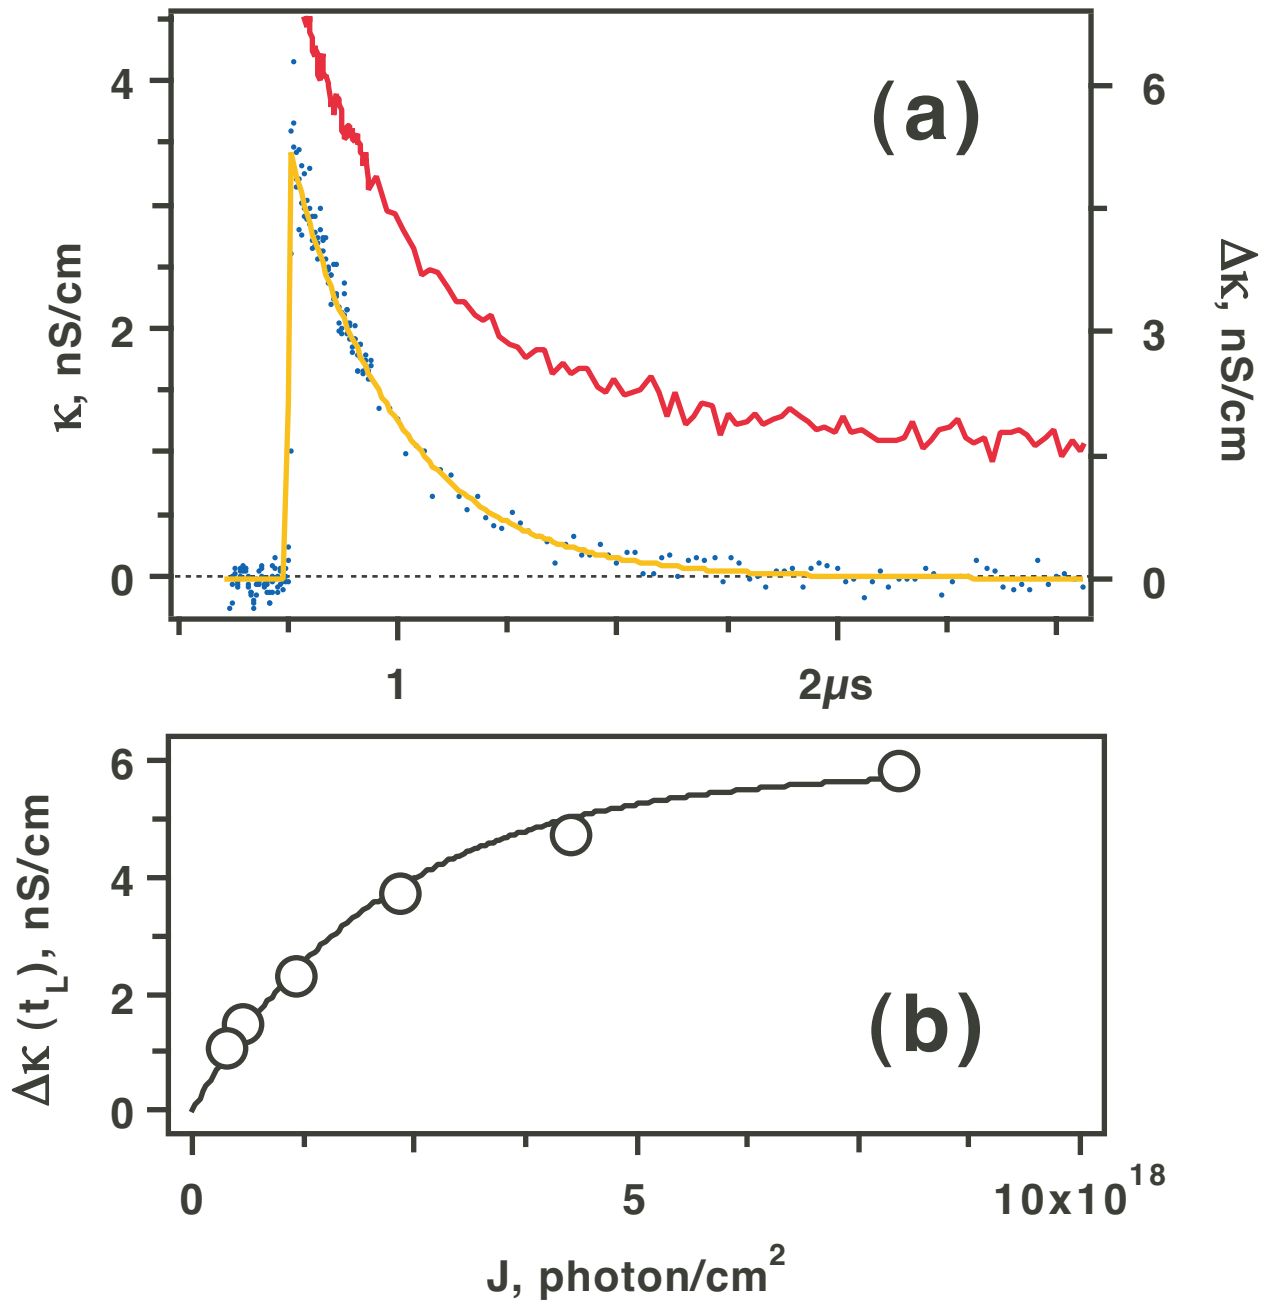 (a)
4
2
0
κ, nS/cm
6
3
0
Δκ, nS/cm
1
2μs
(b)
6
4
2
0
Δκ (tL), nS/cm
0
5
10x10^18
J, photon/cm^2